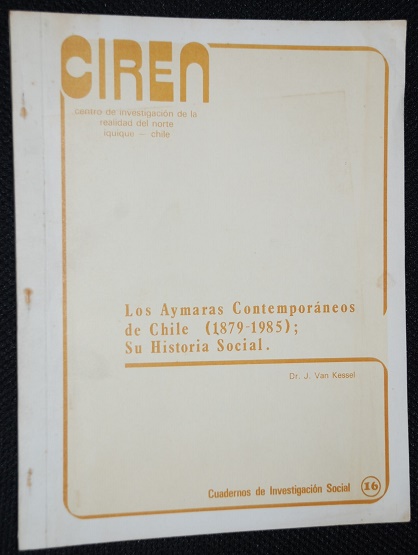 CIREN
centro de investigación de la
realidad del norte
iquique – chile
Los Aymaras Contemporáneos
de Chile (1879-1985);
Su Historia Social.
Dr. J. Van Kessel
Cuadernos de Investigación Social 16